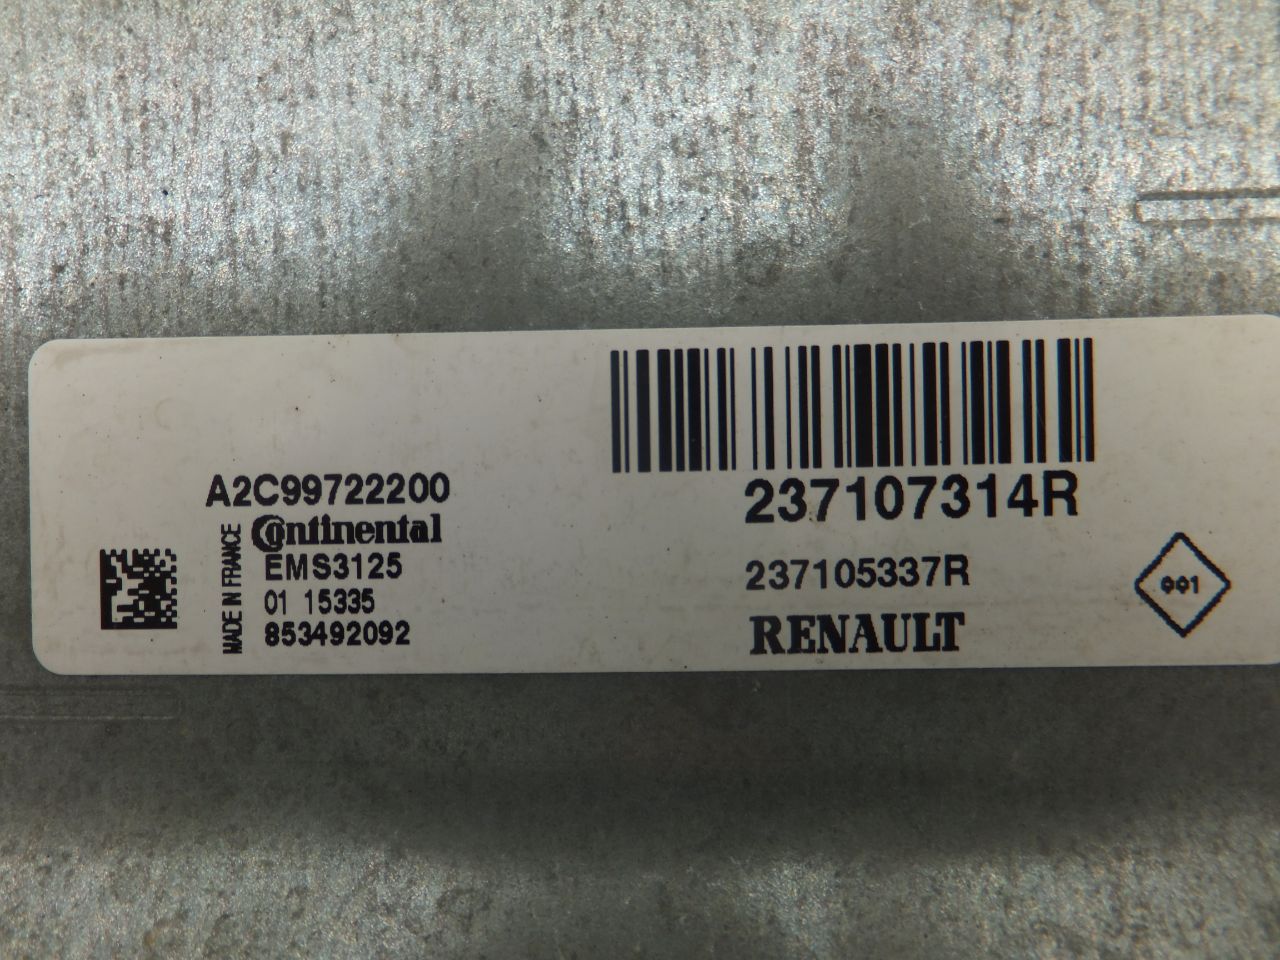 A2C99722200
MADE IN FRANCE
Continental
EMS3125
01 15335
853492092
237107314R
237105337R
RENAULT
001